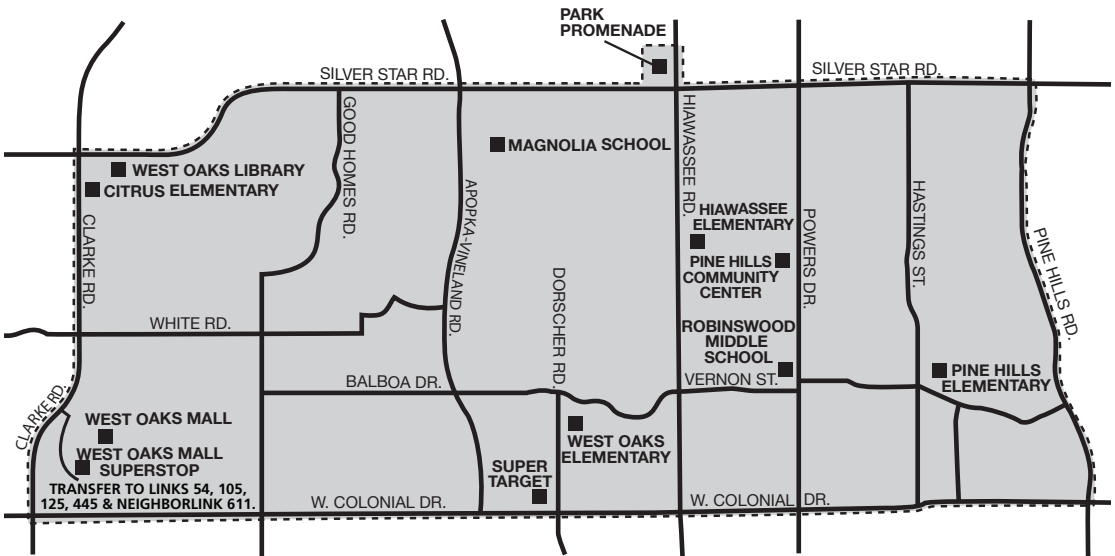 PARK
PROMENADE
SILVER STAR RD.
SILVER STAR RD.
GOOD HOMES RD.
HIAWASSEE RD.
MAGNOLIA SCHOOL
WEST OAKS LIBRARY
CITRUS ELEMENTARY
CLARKE RD.
APOPKA-VINELAND RD.
HIAWASSEE
ELEMENTARY
POWERS DR.
HASTINGS ST.
PINE HILLS RD.
PINE HILLS
COMMUNITY
CENTER
DORSCHER RD.
WHITE RD.
ROBINSWOOD
MIDDLE
SCHOOL
BALBOA DR.
VERNON ST.
PINE HILLS
ELEMENTARY
CLARKE RD.
WEST OAKS MALL
WEST OAKS MALL
SUPERSTOP
TRANSFER TO LINKS 54, 105,
125, 445 & NEIGHBORLINK 611.
WEST OAKS
ELEMENTARY
SUPER
TARGET
W. COLONIAL DR.
W. COLONIAL DR.